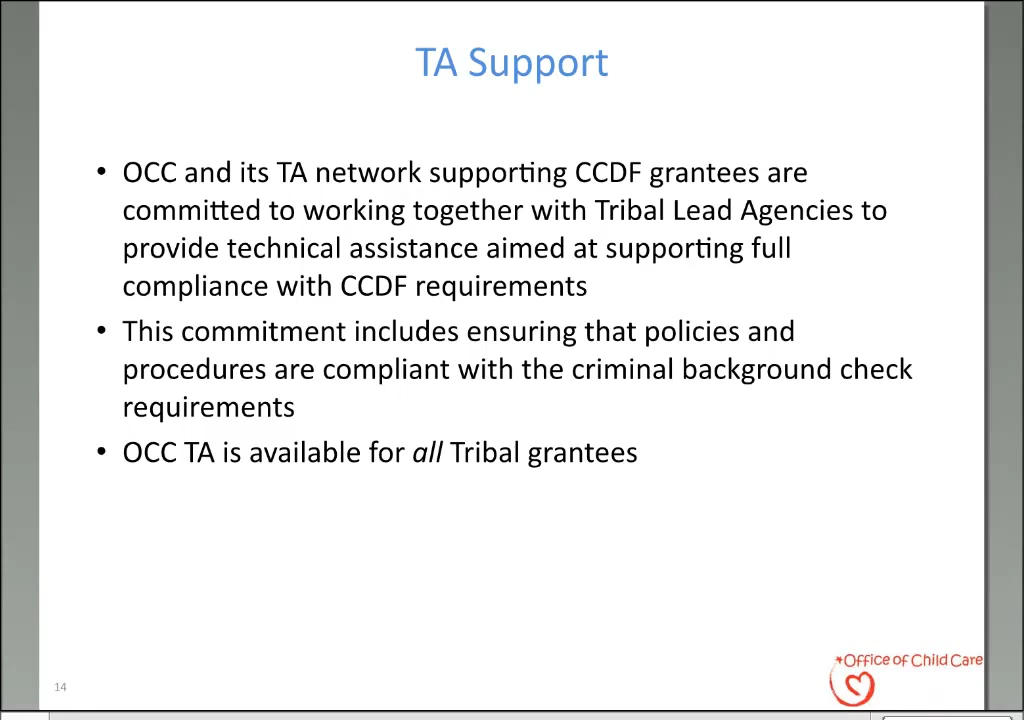 TA Support
• OCC and its TA network supporting CCDF grantees are
committed to working together with Tribal Lead Agencies to
provide technical assistance aimed at supporting full
compliance with CCDF requirements
• This commitment includes ensuring that policies and
procedures are compliant with the criminal background check
requirements
• OCC TA is available for all Tribal grantees
Office of Child Care
14